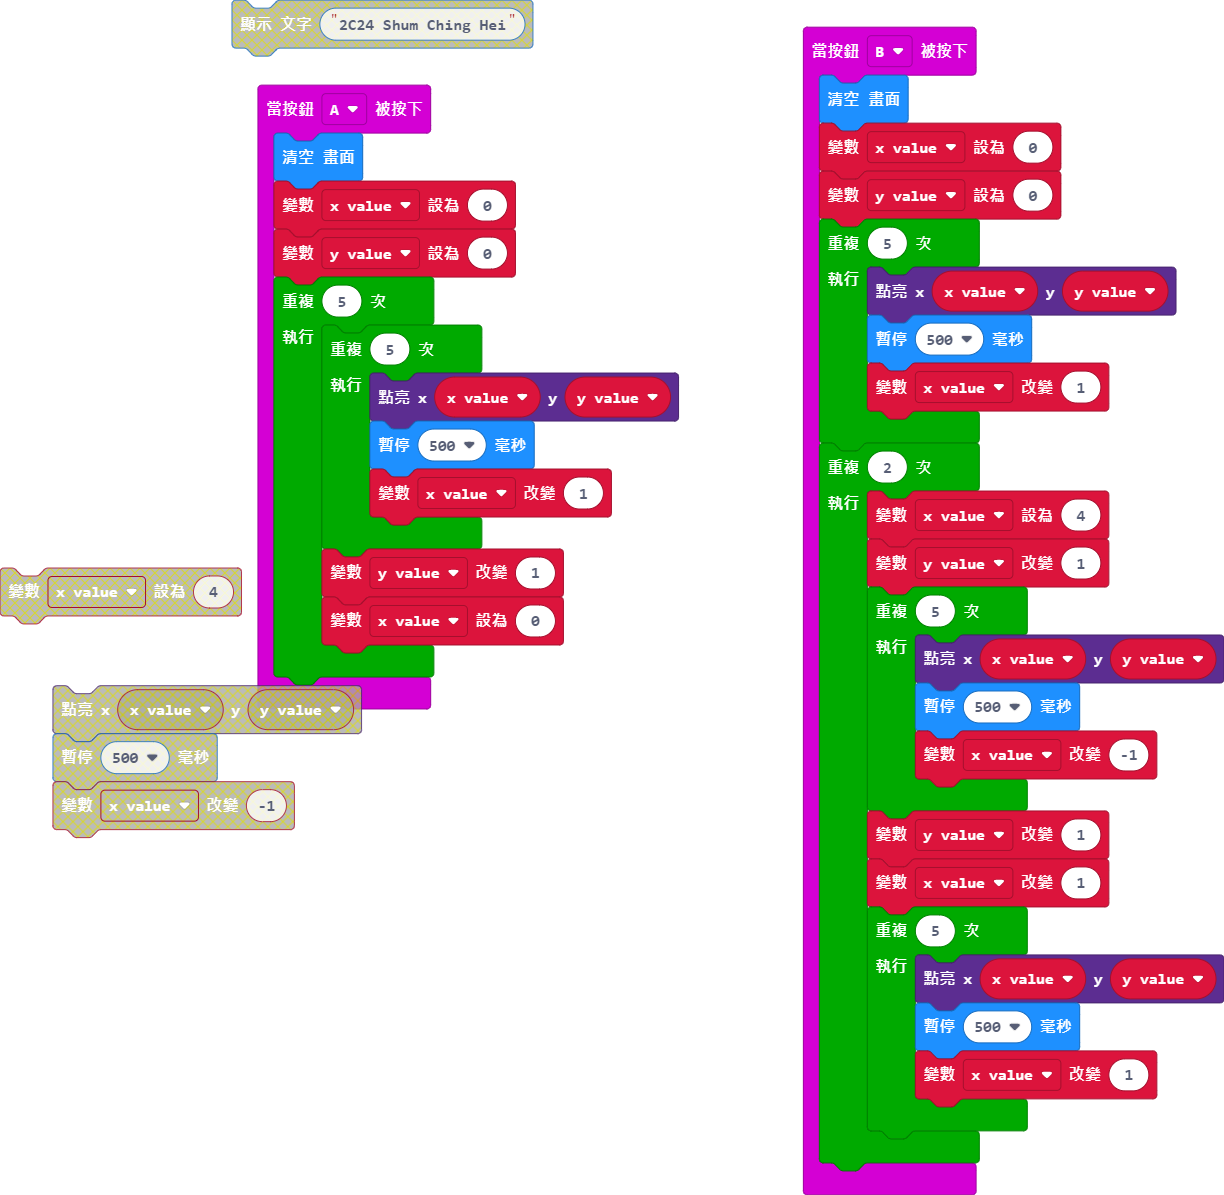 顯示 文字 "2C24 Shum Ching Hei"
當按鈕 A 被按下
清空 畫面
變數 x value 設為 0
變數 y value 設為 0
重複 5 次
執行
重複 5 次
執行
點亮 x x value y y value
暫停 500 毫秒
變數 x value 改變 1
變數 y value 改變 1
變數 x value 設為 0
變數 x value 設為 4
點亮 x x value y y value
暫停 500 毫秒
變數 x value 改變 -1
當按鈕 B 被按下
清空 畫面
變數 x value 設為 0
變數 y value 設為 0
重複 5 次
執行
點亮 x x value y y value
暫停 500 毫秒
變數 x value 改變 1
重複 2 次
執行
變數 x value 設為 4
變數 y value 改變 1
重複 5 次
執行
點亮 x x value y y value
暫停 500 毫秒
變數 x value 改變 -1
變數 y value 改變 1
變數 x value 改變 1
重複 5 次
執行
點亮 x x value y y value
暫停 500 毫秒
變數 x value 改變 1